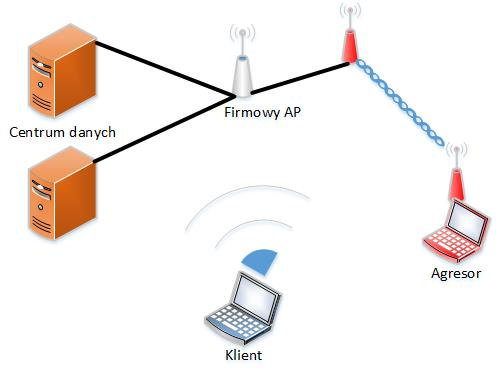 Centrum danych
Firmowy AP
Agresor
Klient